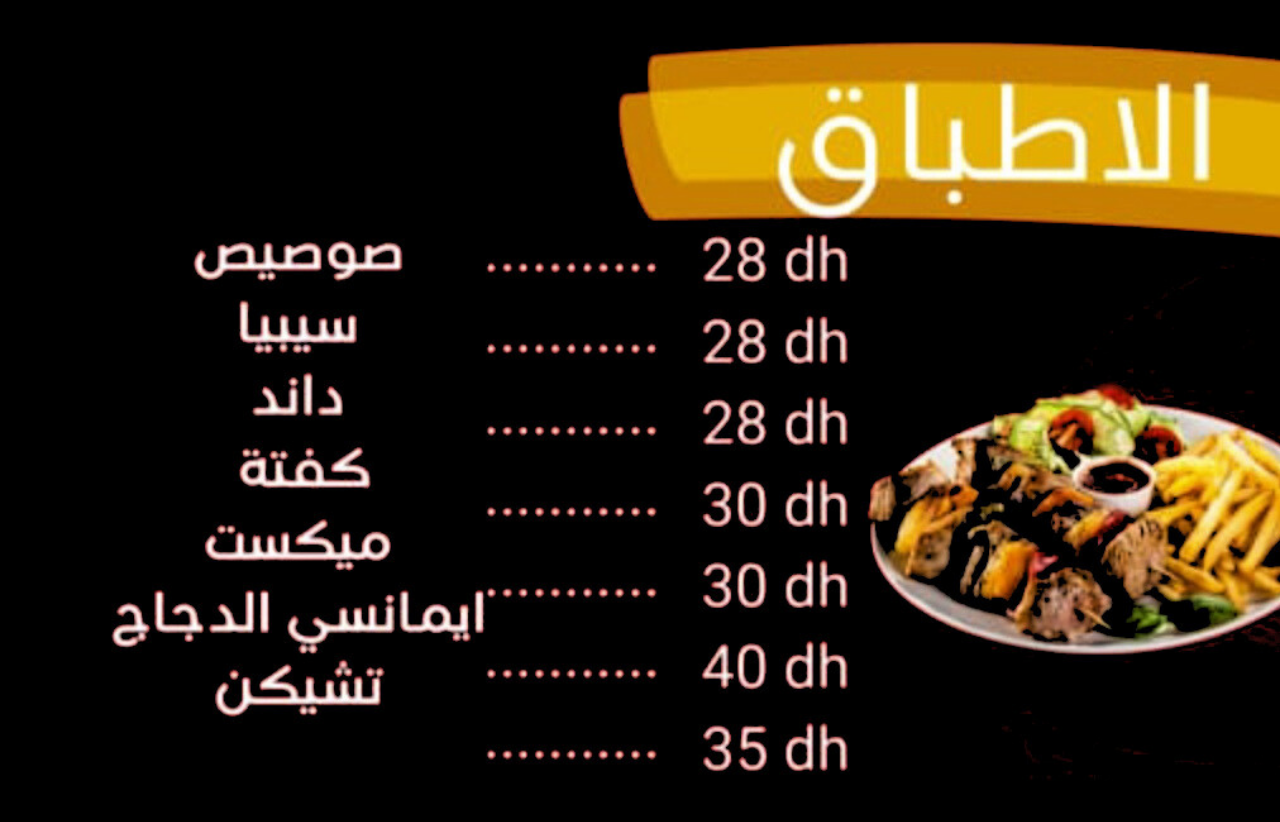 الاطباق
صوصيص ........... 28 dh
سيبيا ........... 28 dh
داند ........... 28 dh
كفتة ........... 30 dh
ميكست ........... 30 dh
ايمانسي الدجاج ........... 40 dh
تشيكن ........... 35 dh